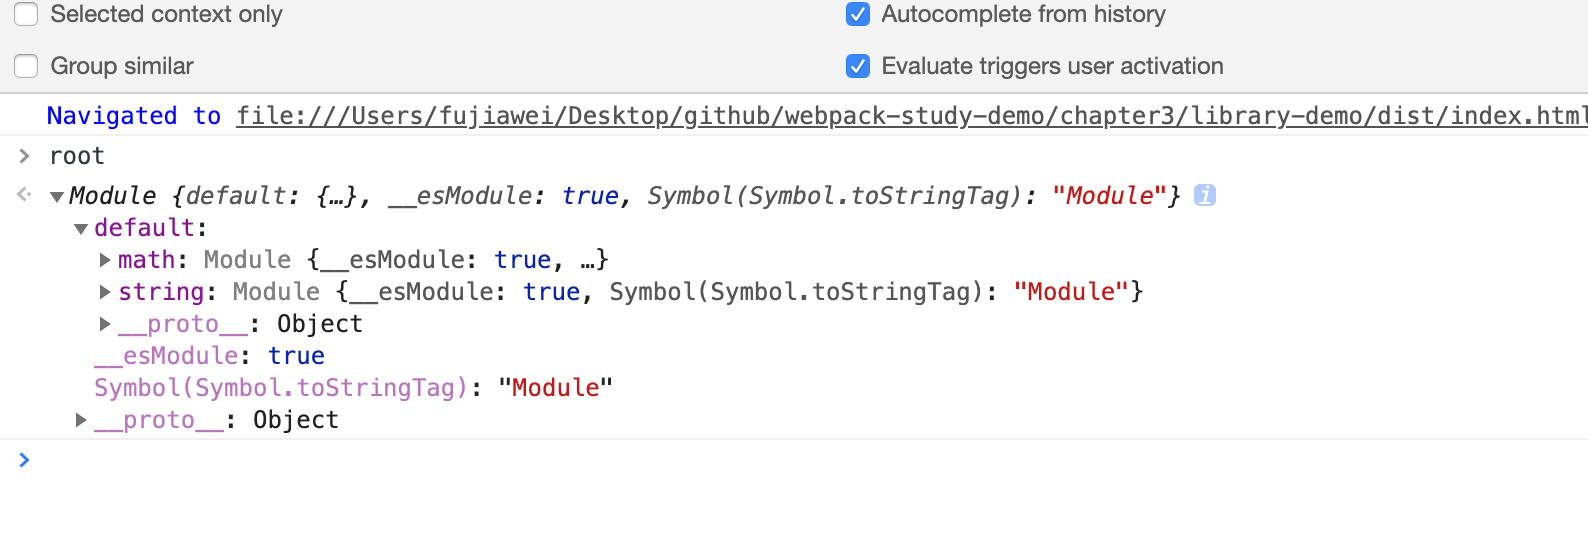 Selected context only
Autocomplete from history
Group similar
Evaluate triggers user activation
Navigated to file:///Users/fujiawei/Desktop/github/webpack-study-demo/chapter3/library-demo/dist/index.html
> root
Module {default: {…}, __esModule: true, Symbol(Symbol.toStringTag): "Module"} i
default:
math: Module {__esModule: true, …}
string: Module {__esModule: true, Symbol(Symbol.toStringTag): "Module"}
__proto__: Object
__esModule: true
Symbol(Symbol.toStringTag): "Module"
__proto__: Object
>